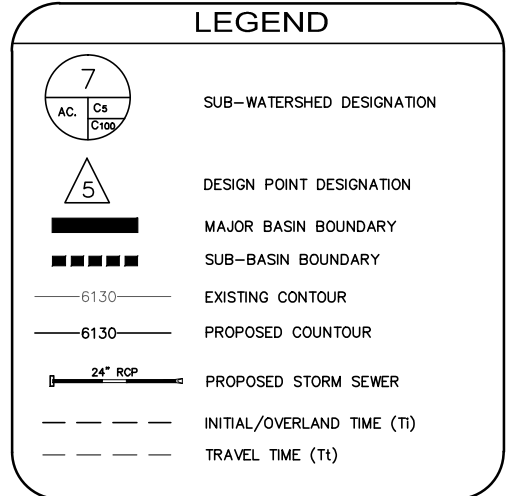 LEGEND
7
AC. C5
C100
SUB-WATERSHED DESIGNATION
5
DESIGN POINT DESIGNATION
MAJOR BASIN BOUNDARY
SUB-BASIN BOUNDARY
6130 EXISTING CONTOUR
6130 PROPOSED COUNTOUR
24" RCP
PROPOSED STORM SEWER
INITIAL/OVERLAND TIME (Ti)
TRAVEL TIME (Tt)